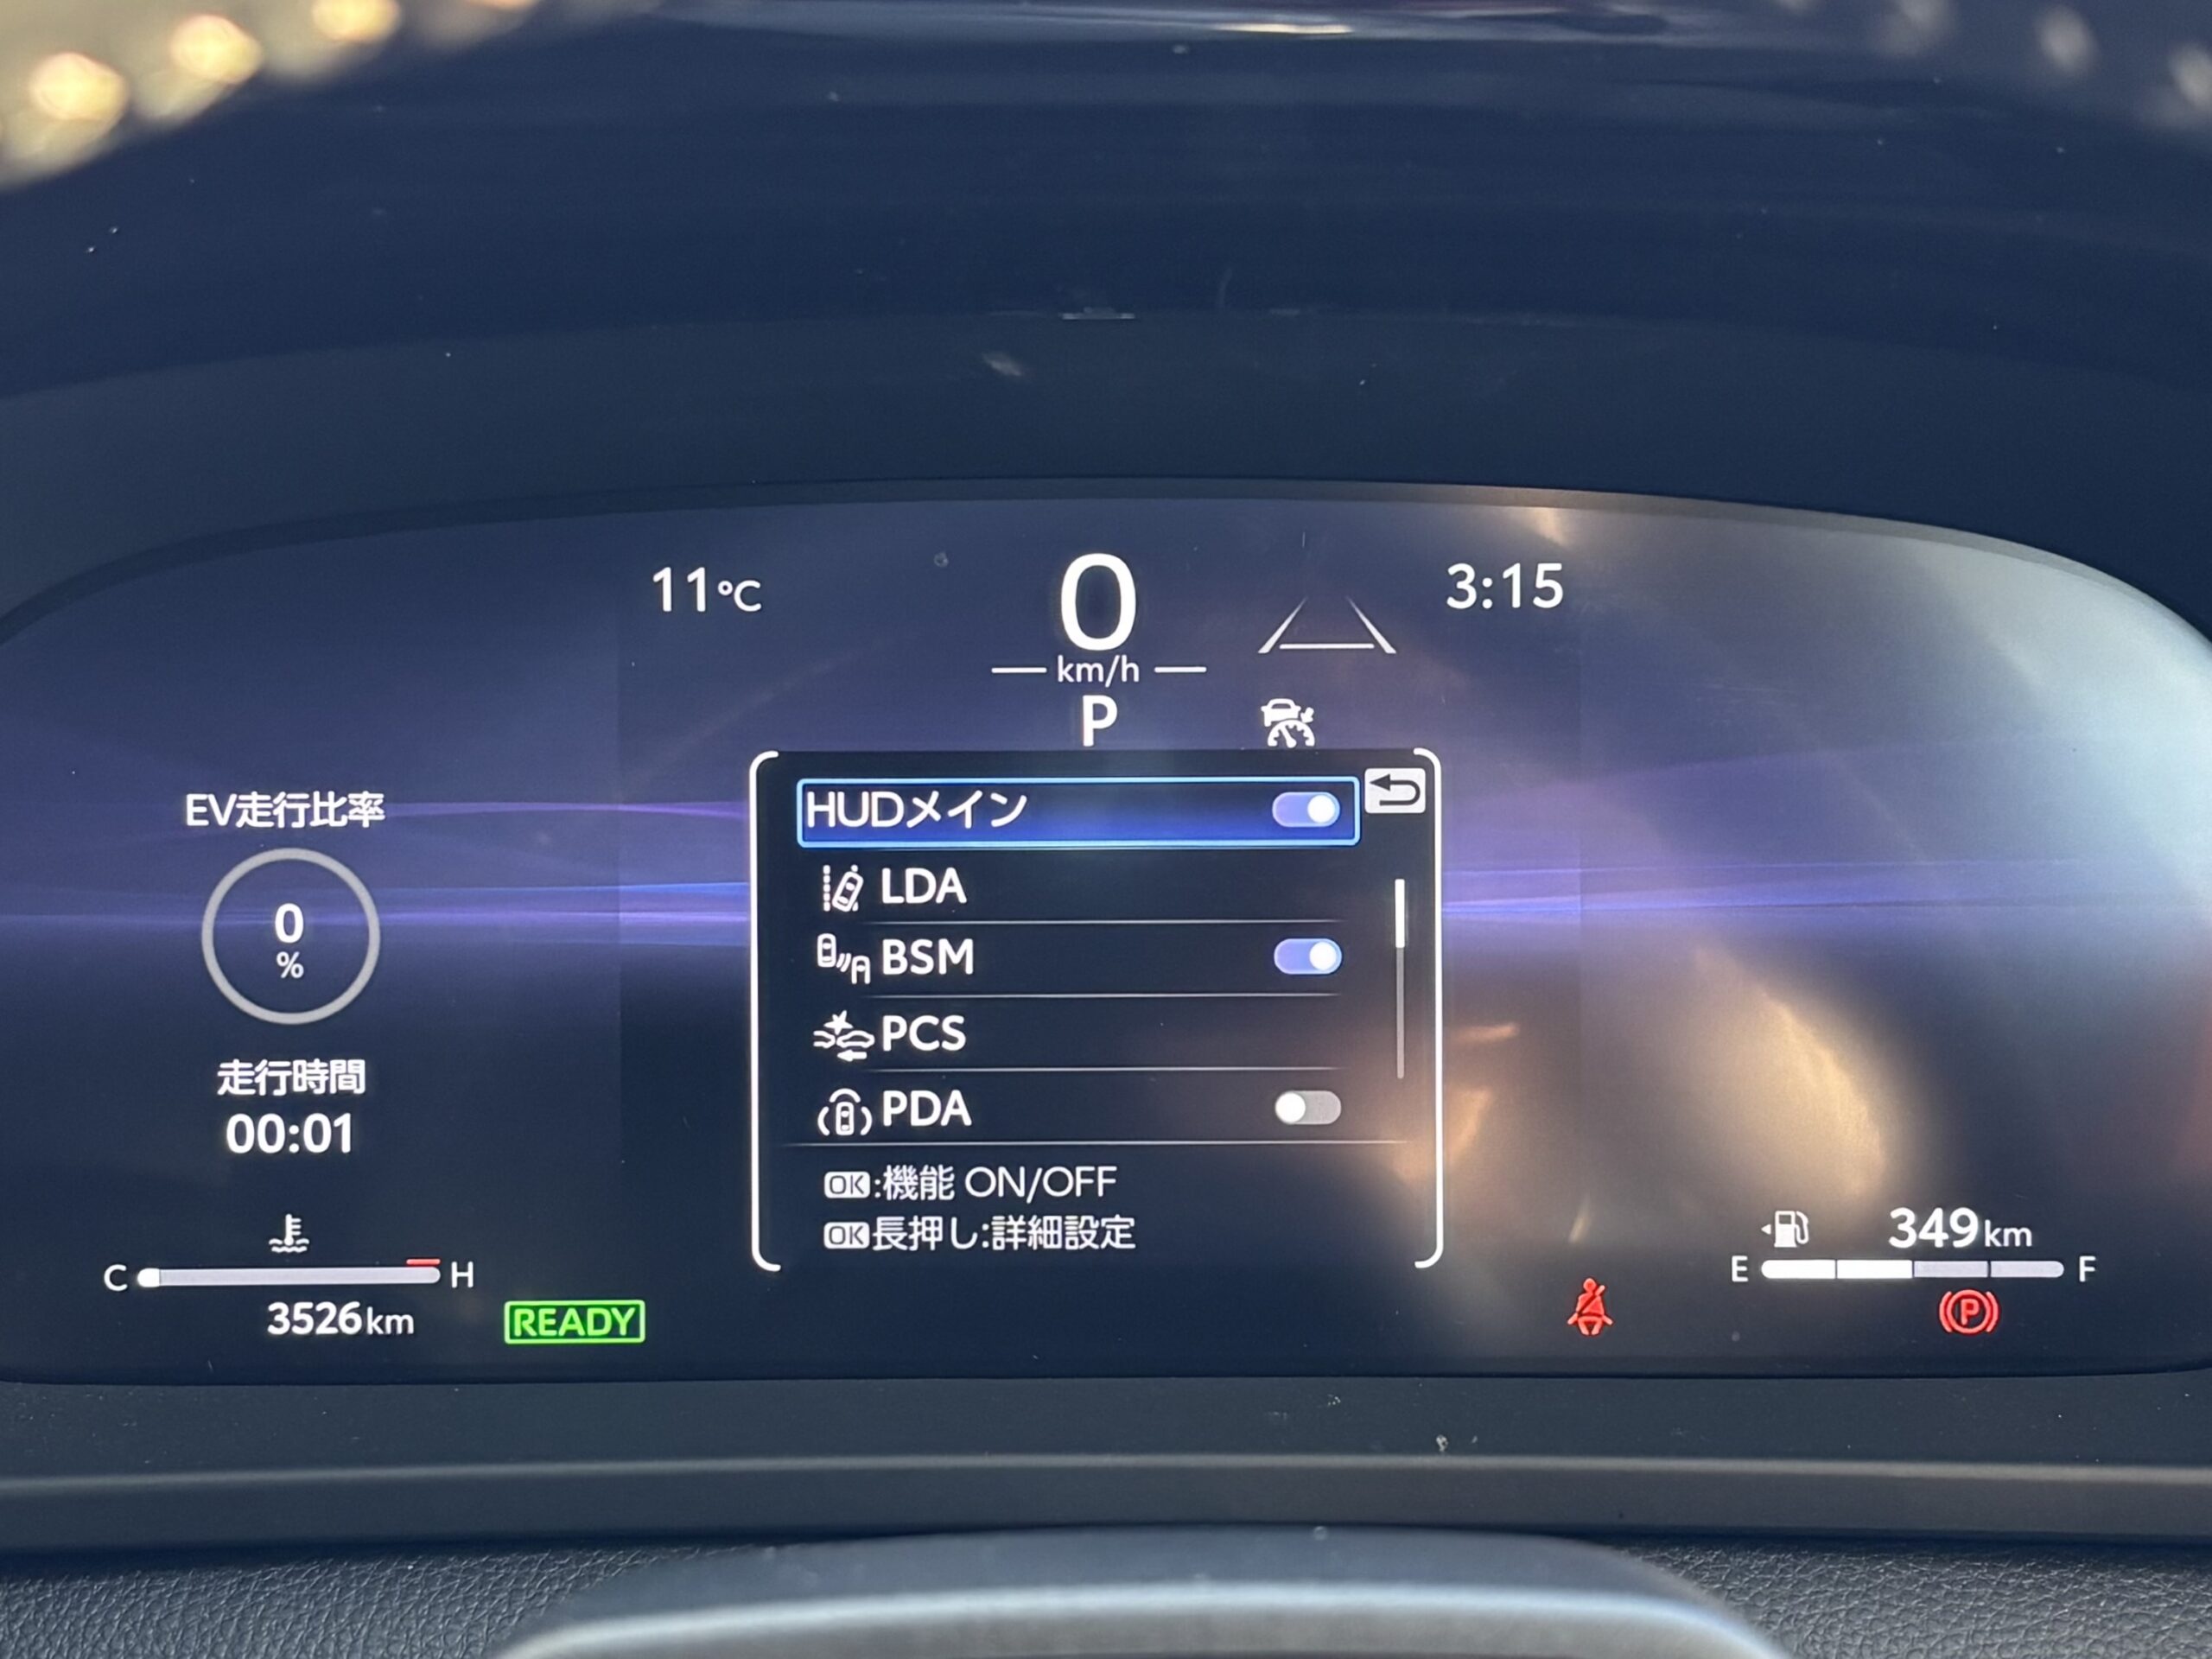 11℃
0
km/h
3:15
P
EV走行比率
0
%
走行時間
00:01
HUDメイン
LDA
BSM
PCS
PDA
OK:機能 ON/OFF
OK長押し:詳細設定
C H
3526km
READY
349km
E F
P